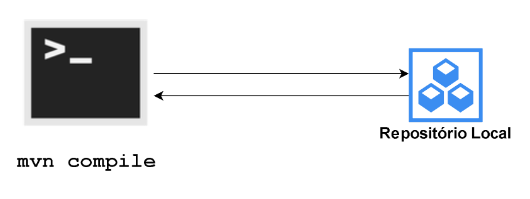 >_
Repositório Local
mvn compile